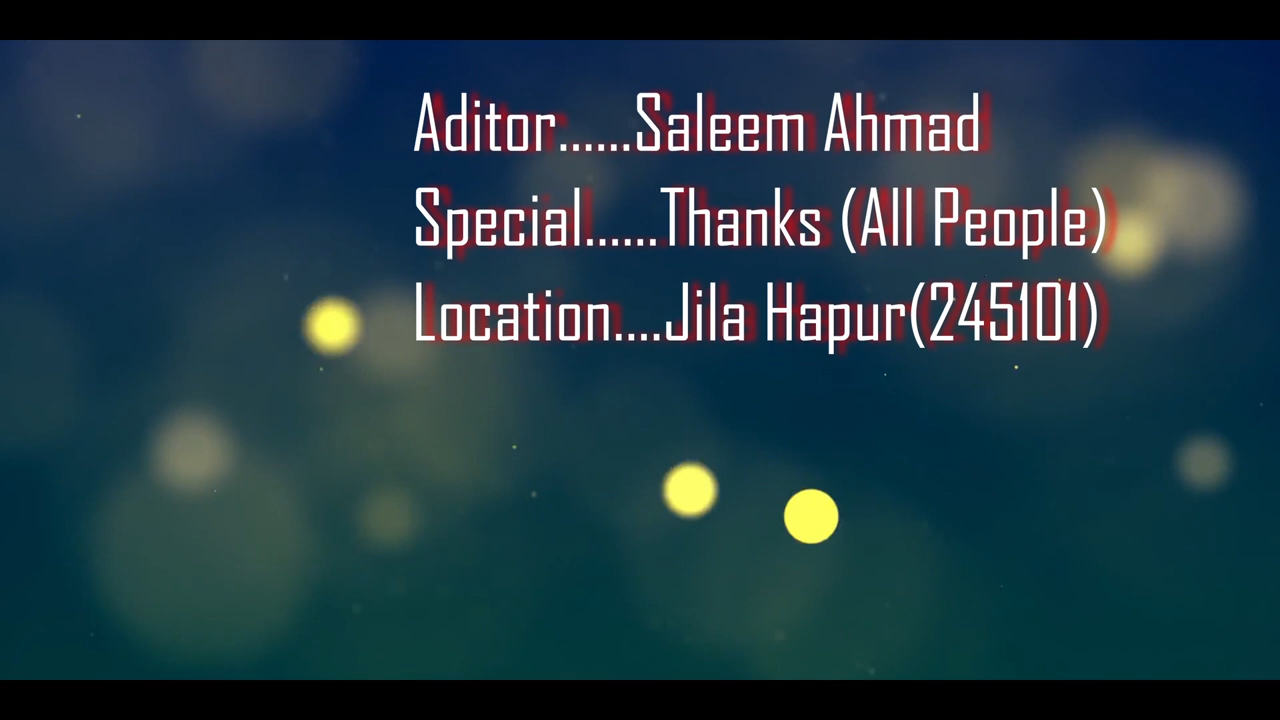 Aditor......Saleem Ahmad
Special......Thanks (All People)
Location....Jila Hapur(245101)